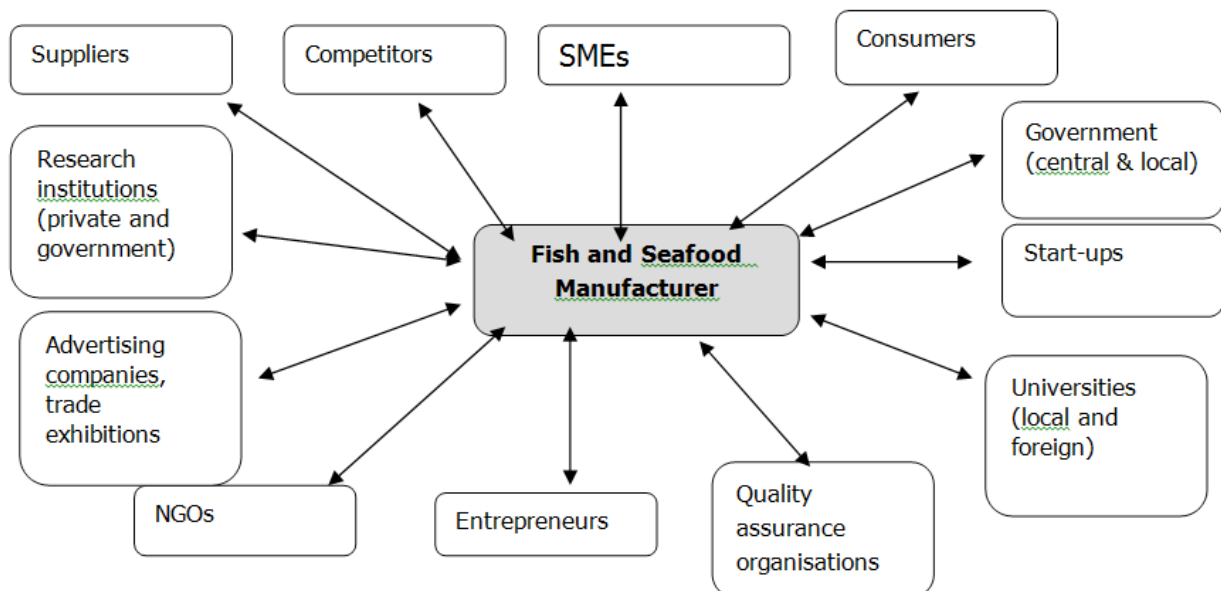 Suppliers
Competitors
SMEs
Consumers
Government
(central & local)
Research
institutions
(private and
government)
Fish and Seafood
Manufacturer
Start-ups
Advertising
companies,
trade
exhibitions
Universities
(local and
foreign)
NGOs
Entrepreneurs
Quality
assurance
organisations